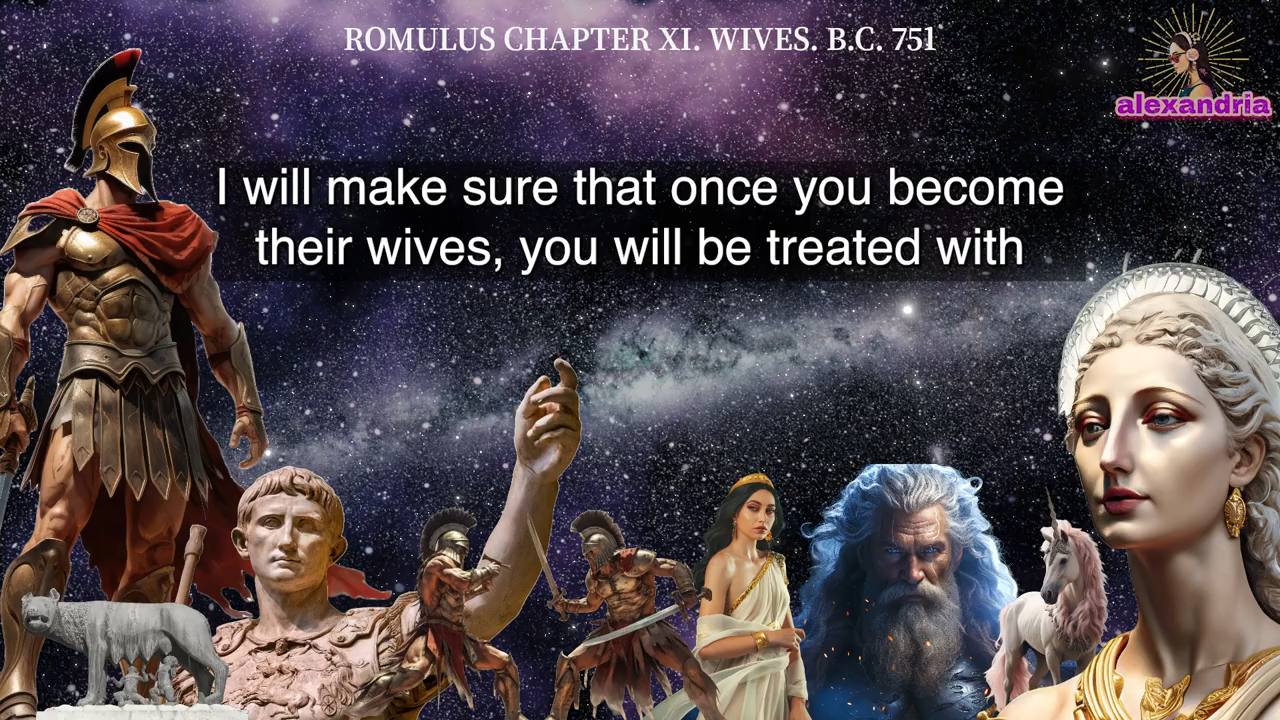 ROMULUS CHAPTER XI. WIVES. B.C. 751
alexandria
I will make sure that once you become
their wives, you will be treated with